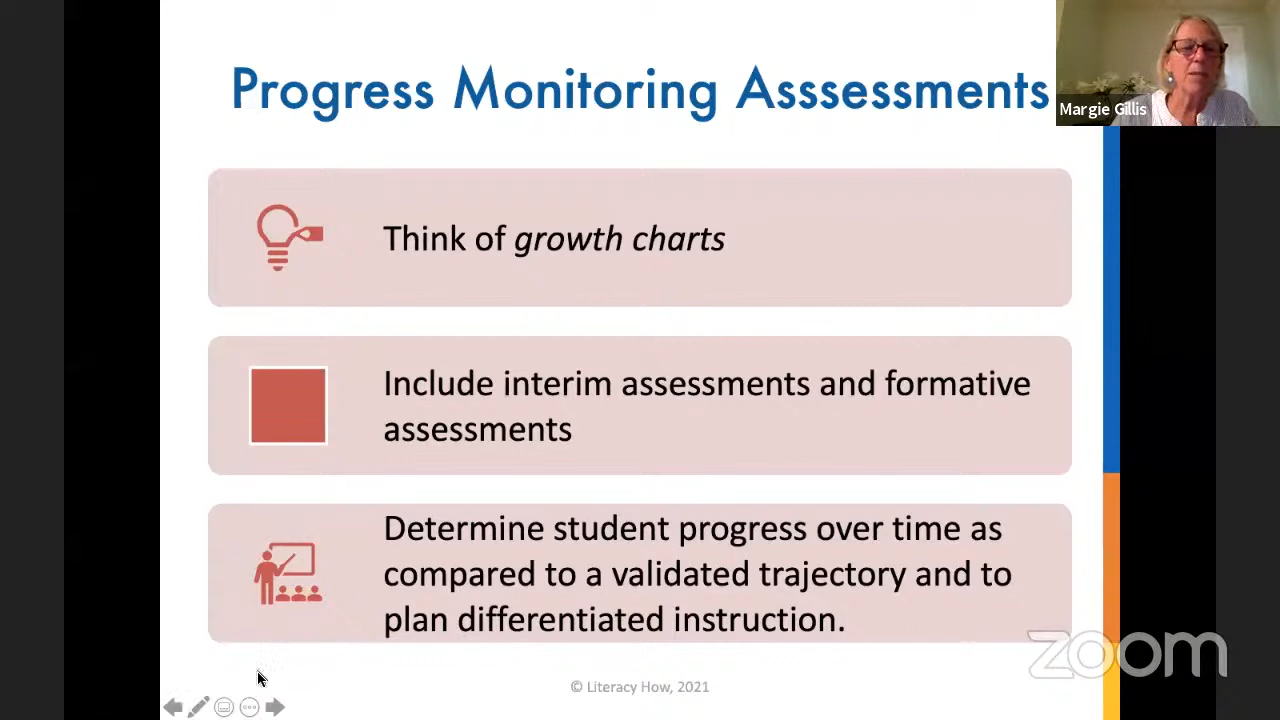 Progress Monitoring Asssessments
Margie Gillis
Think of growth charts
Include interim assessments and formative
assessments
Determine student progress over time as
compared to a validated trajectory and to
plan differentiated instruction.
zoom
© Literacy How, 2021